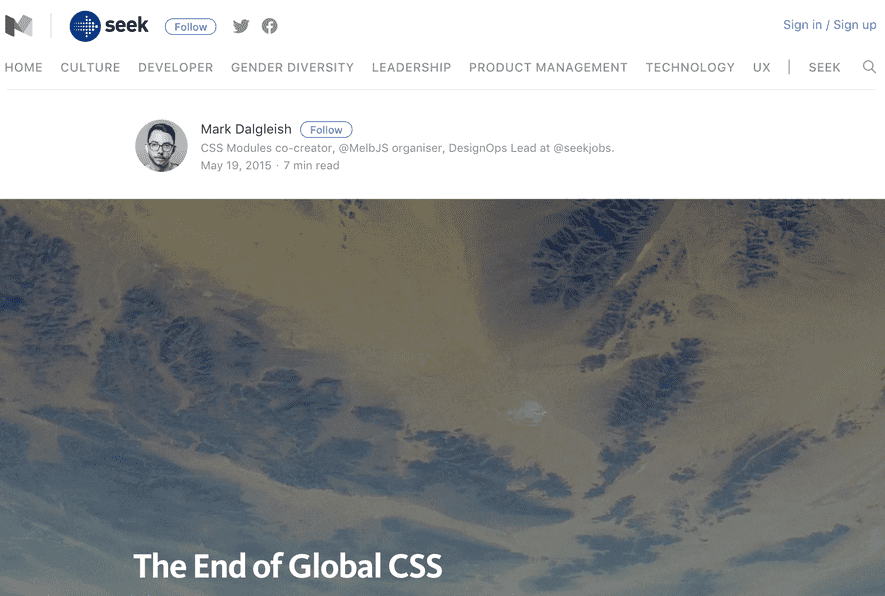 seek Follow Sign in / Sign up
HOME CULTURE DEVELOPER GENDER DIVERSITY LEADERSHIP PRODUCT MANAGEMENT TECHNOLOGY UX | SEEK
Mark Dalgleish Follow
CSS Modules co-creator, @MelbJS organiser, DesignOps Lead at @seekjobs.
May 19, 2015 · 7 min read
The End of Global CSS